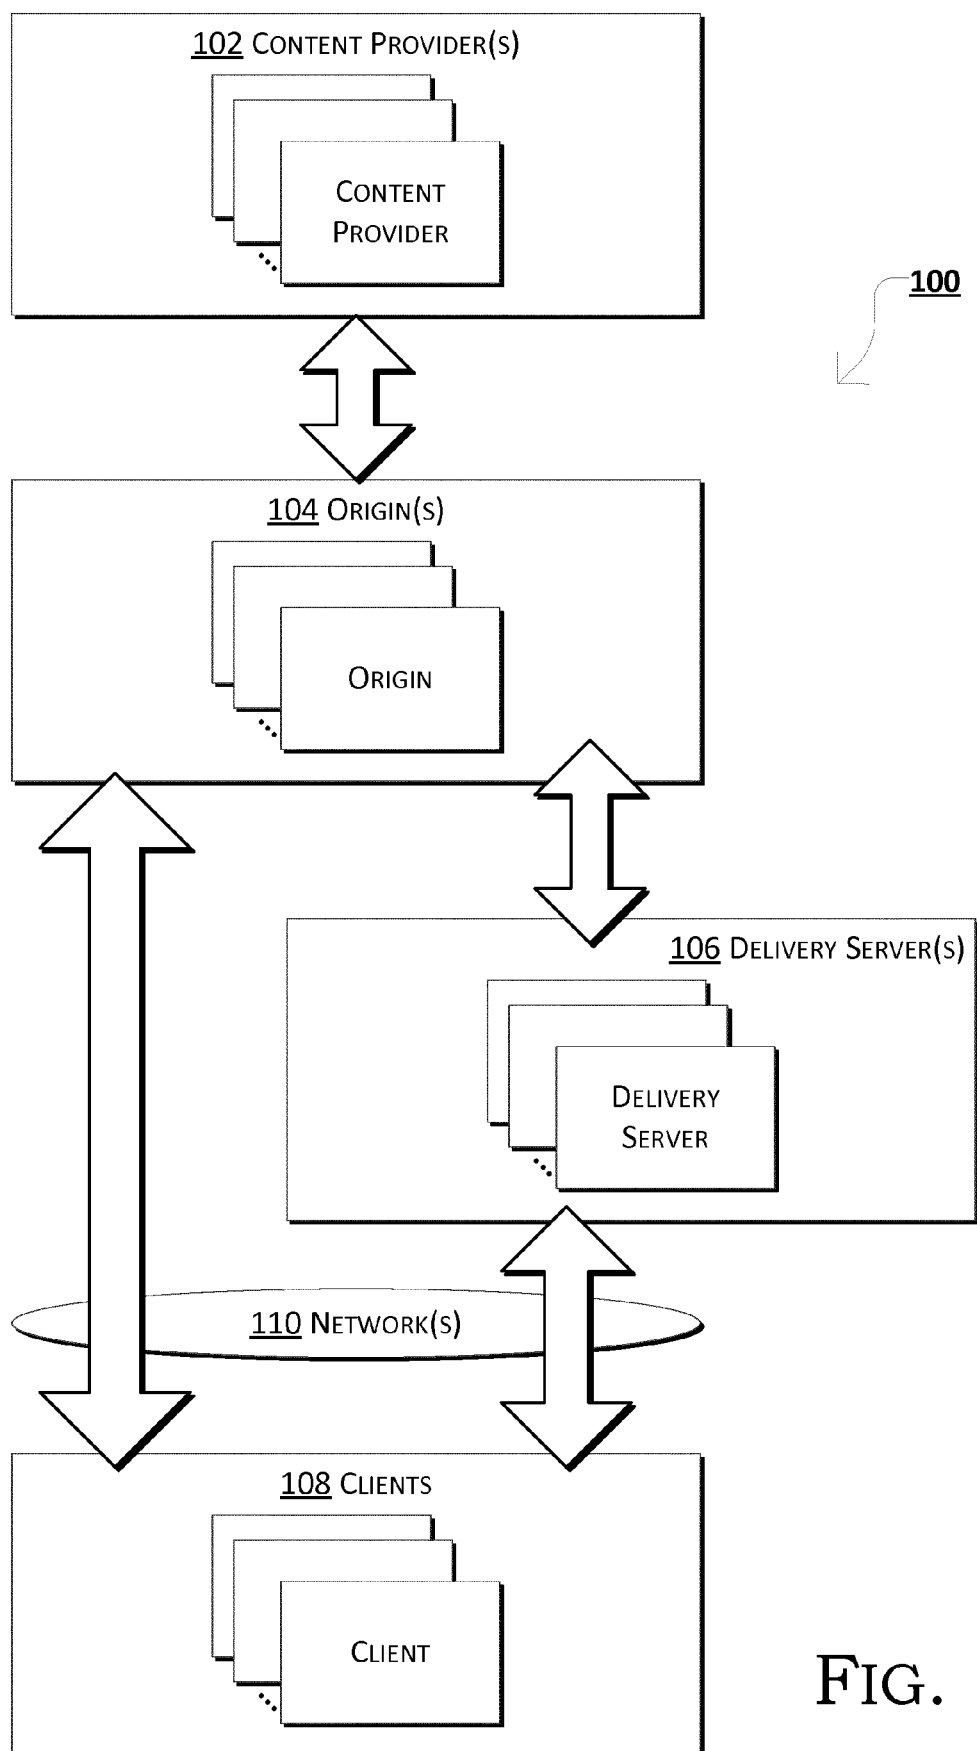 102 CONTENT PROVIDER(S)
CONTENT
PROVIDER
100
104 ORIGIN(S)
ORIGIN
106 DELIVERY SERVER(S)
DELIVERY
SERVER
110 NETWORK(S)
108 CLIENTS
CLIENT
FIG.